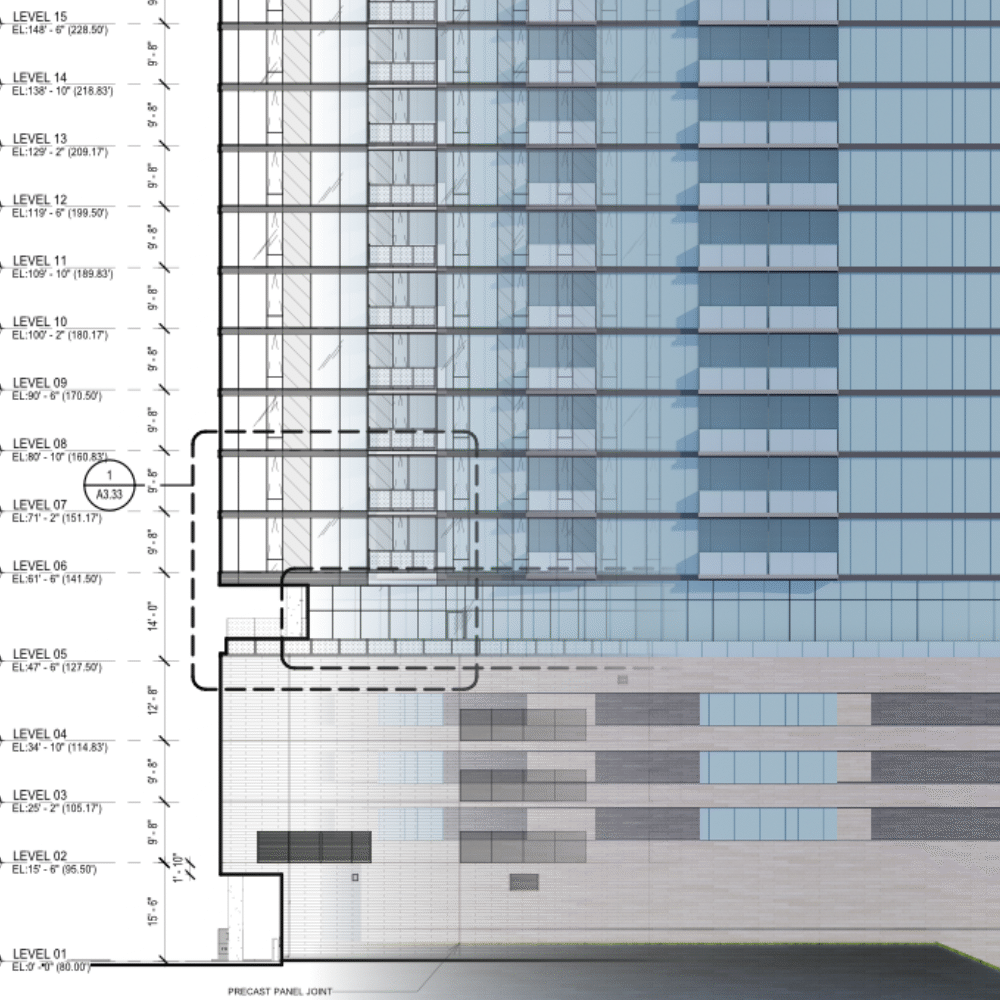 LEVEL 15
EL:148' - 6" (228.50')
9' - 8"
LEVEL 14
EL:138' - 10" (218.83')
9' - 8"
LEVEL 13
EL:129' - 2" (209.17')
9' - 8"
LEVEL 12
EL:119' - 6" (199.50')
9' - 8"
LEVEL 11
EL:109' - 10" (189.83')
9' - 8"
LEVEL 10
EL:100' - 2" (180.17')
9' - 8"
LEVEL 09
EL:90' - 6" (170.50')
9' - 8"
LEVEL 08
EL:80' - 10" (160.83')
1
A3.33
9' - 8"
LEVEL 07
EL:71' - 2" (151.17')
9' - 8"
LEVEL 06
EL:61' - 6" (141.50')
14' - 0"
LEVEL 05
EL:47' - 6" (127.50')
12' - 8"
LEVEL 04
EL:34' - 10" (114.83')
9' - 8"
LEVEL 03
EL:25' - 2" (105.17')
9' - 8"
LEVEL 02
EL:15' - 6" (95.50')
1' - 10"
15' - 6"
LEVEL 01
EL:0' - 0" (80.00')
PRECAST PANEL JOINT